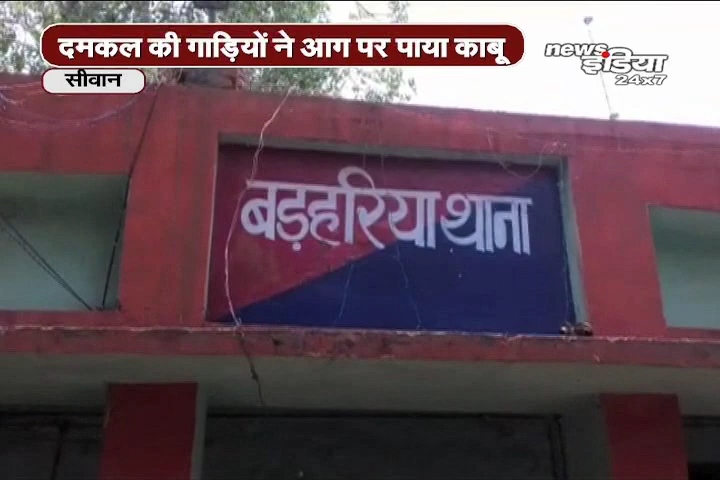 दमकल की गाड़ियों ने आग पर पाया काबू
सीवान
news
इंडिया
24x7
बड़हरिया थाना